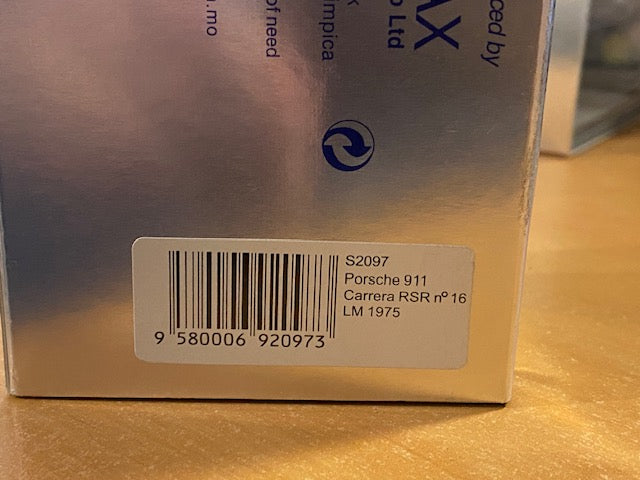 ced by
AX
o Ltd
impica
of need
.mo
S2097
Porsche 911
Carrera RSR nº 16
LM 1975
9 580006 920973